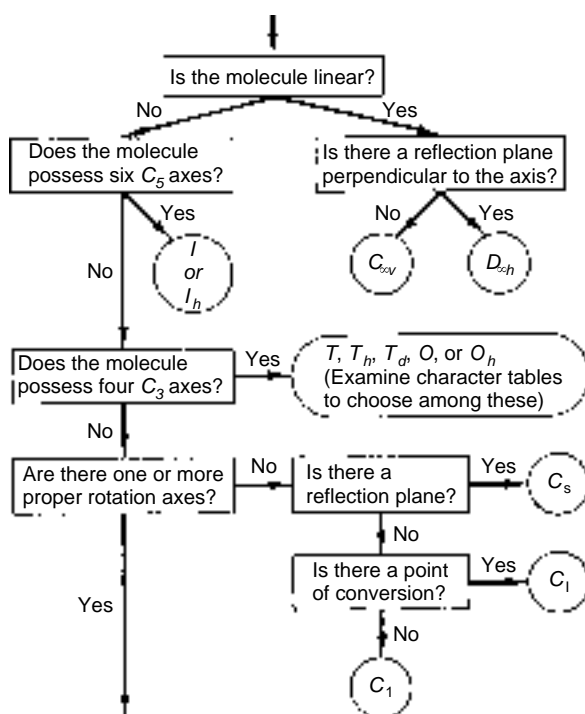 Is the molecule linear?
No
Yes
Does the molecule
possess six C5 axes?
Is there a reflection plane
perpendicular to the axis?
Yes
No
Yes
No
I
or
Ih
C∞v
D∞h
Does the molecule
possess four C3 axes?
Yes
T, Th, Td, O, or Oh
(Examine character tables
to choose among these)
No
Are there one or more
proper rotation axes?
No
Is there a
reflection plane?
Yes
Cs
No
Is there a point
of conversion?
Yes
CI
Yes
No
C1